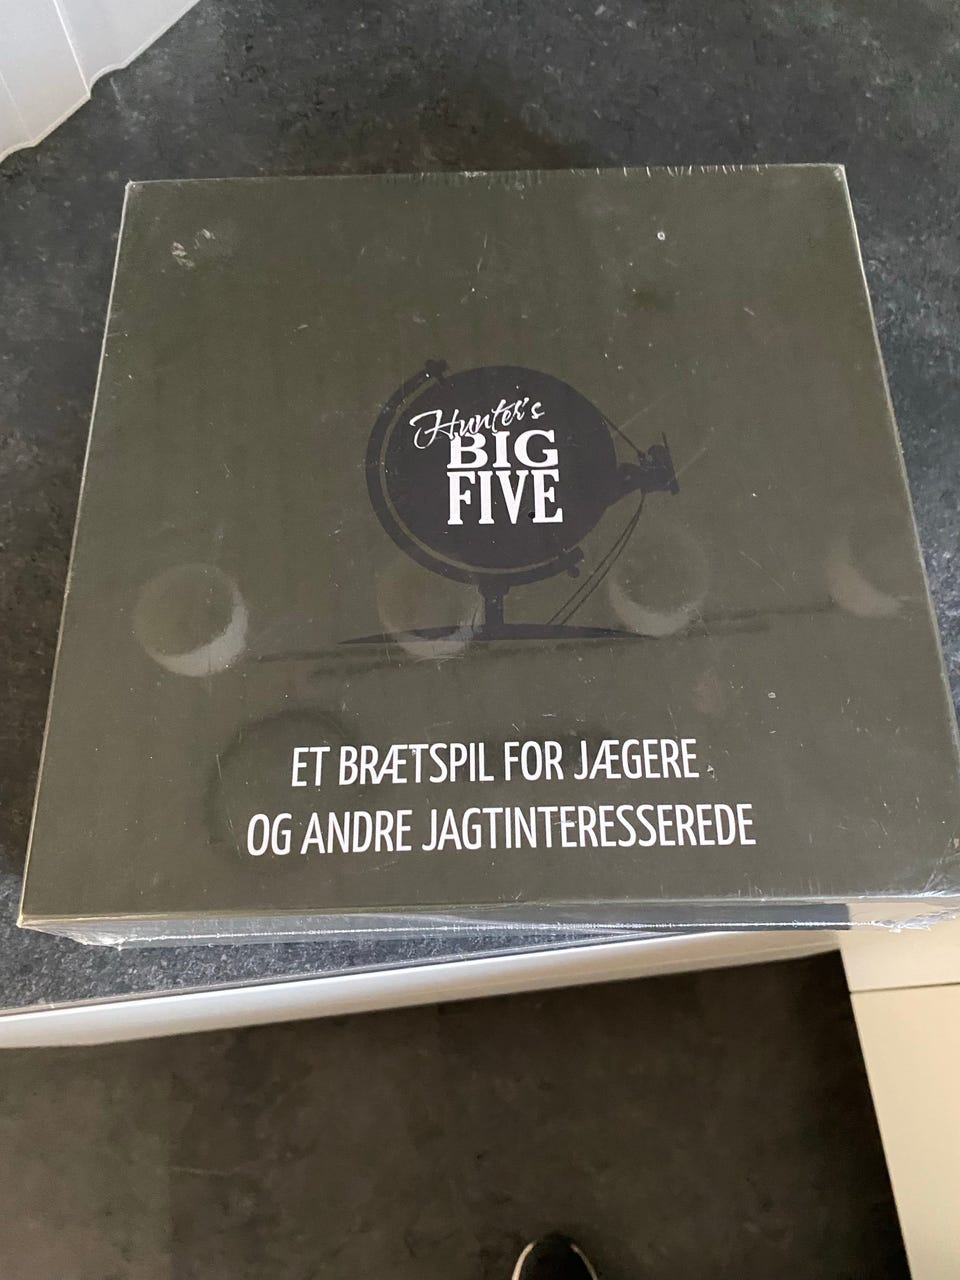 Hunter's
BIG
FIVE
ET BRÆTSPIL FOR JÆGERE
OG ANDRE JAGTINTERESSEREDE